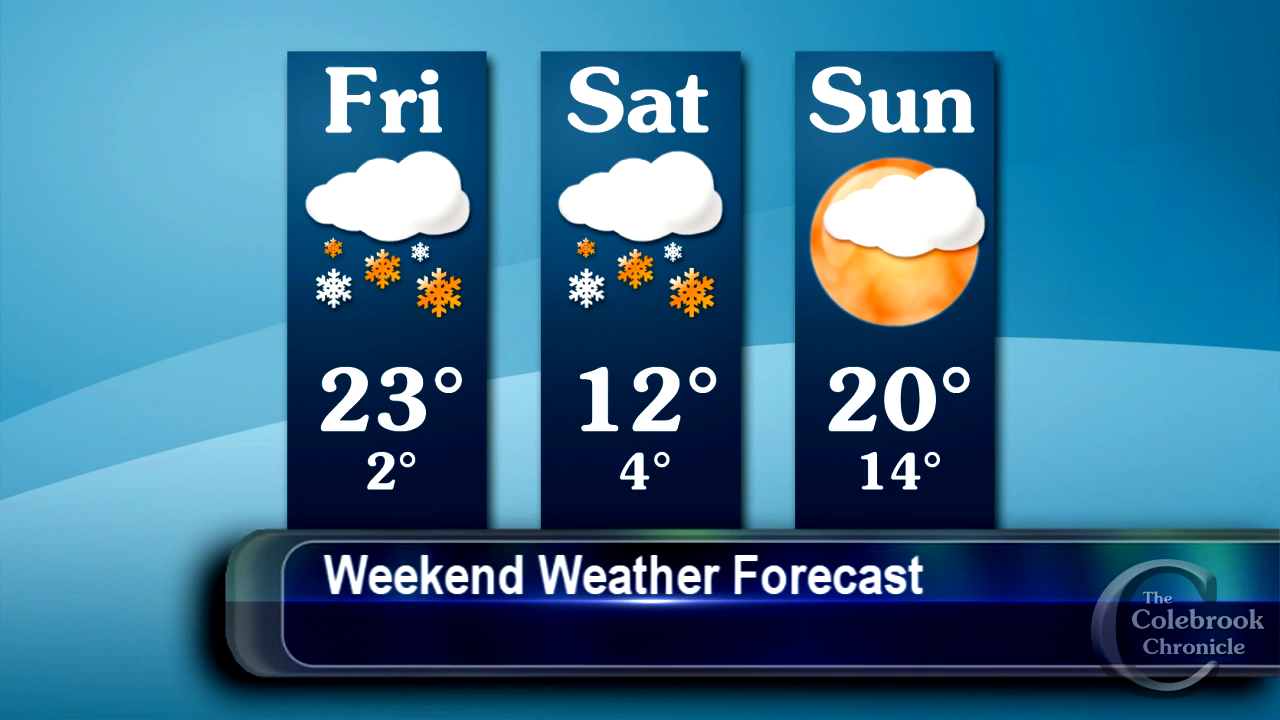 Fri
Sat
Sun
23°
12°
20°
2°
4°
14°
Weekend Weather Forecast
The
Colebrook
Chronicle